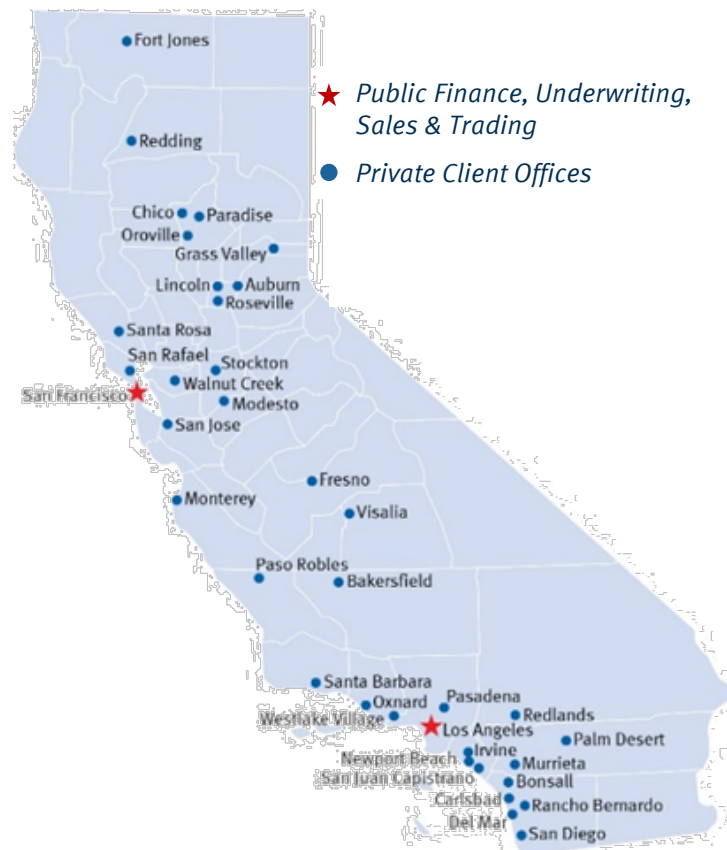 Fort Jones
★ Public Finance, Underwriting,
Sales & Trading
Redding
● Private Client Offices
Chico
Paradise
Oroville
Grass Valley
Lincoln
Auburn
Roseville
Santa Rosa
San Rafael
Stockton
Walnut Creek
San Francisco
Modesto
San Jose
Fresno
Monterey
Visalia
Paso Robles
Bakersfield
Santa Barbara
Pasadena
Oxnard
Westlake Village
Redlands
Los Angeles
Palm Desert
Irvine
Newport Beach
Murrieta
San Juan Capistrano
Bonsall
Carlsbad
Rancho Bernardo
Del Mar
San Diego